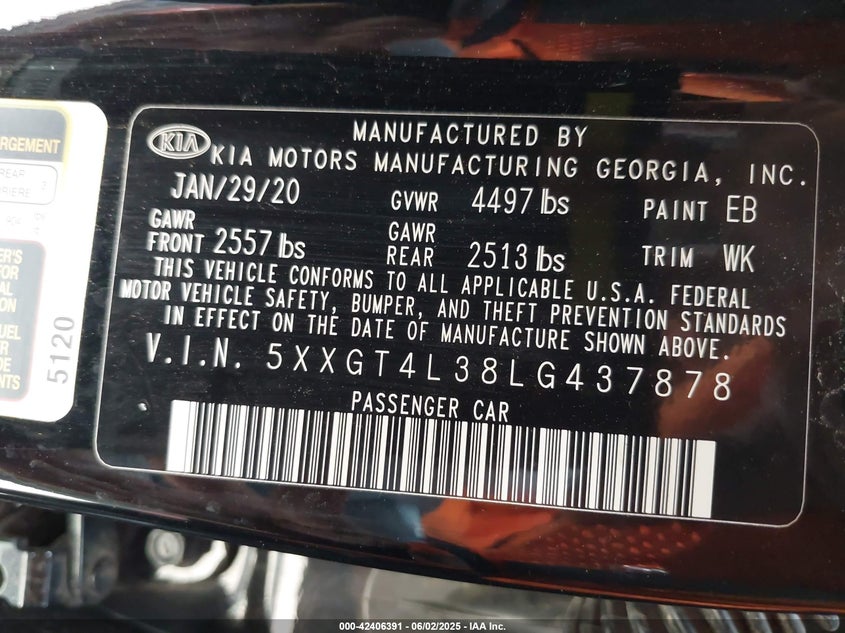 RGEMENT
REAR
RIERE
5120
KIA
MANUFACTURED BY
KIA MOTORS MANUFACTURING GEORGIA, INC.
JAN/29/20 GVWR 4497 lbs PAINT EB
GAWR FRONT 2557 lbs GAWR REAR 2513 lbs TRIM WK
THIS VEHICLE CONFORMS TO ALL APPLICABLE U.S.A. FEDERAL
MOTOR VEHICLE SAFETY, BUMPER, AND THEFT PREVENTION STANDARDS
IN EFFECT ON THE DATE OF MANUFACTURE SHOWN ABOVE.
V.I.N. 5XXGT4L38LG437878
PASSENGER CAR
000-42406391 - 06/02/2025 - IAA Inc.